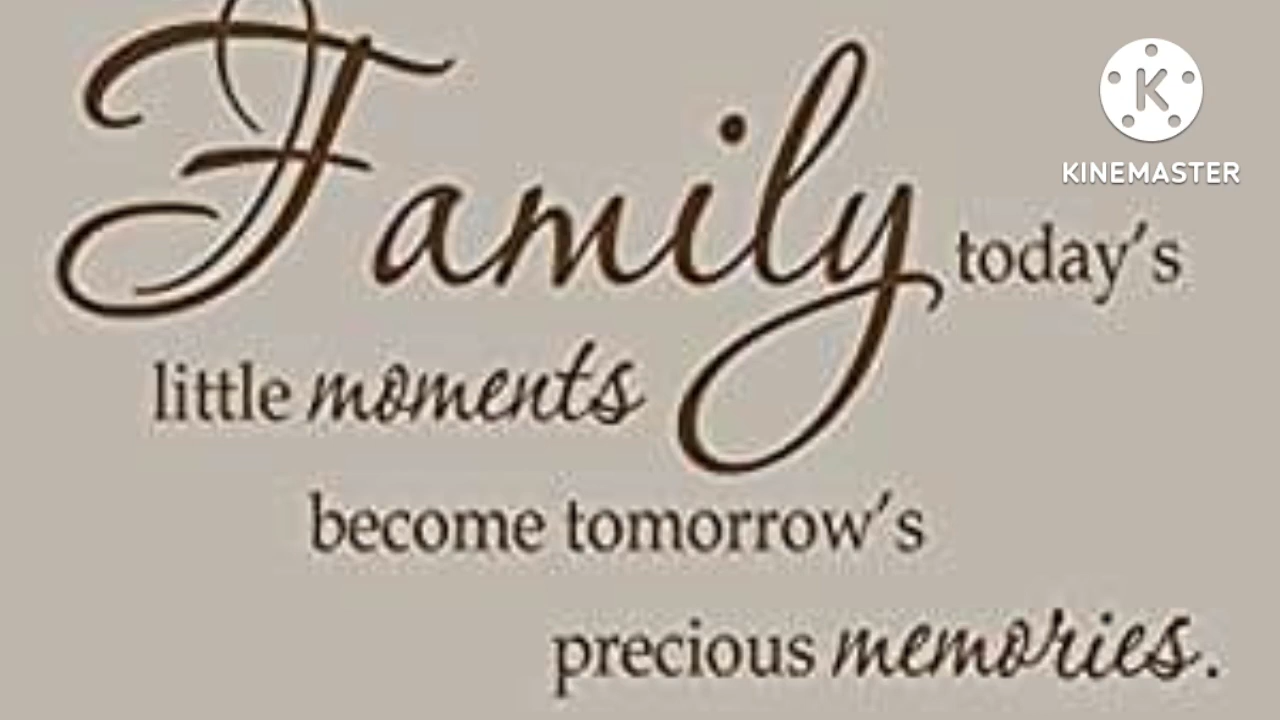 K
KINEMASTER
Family today's
little moments
become tomorrow's
precious memories.